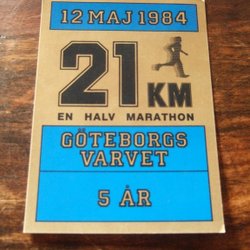 12 MAJ 1984
21 KM
EN HALV MARATHON
GÖTEBORGS
VARVET
5 ÅR